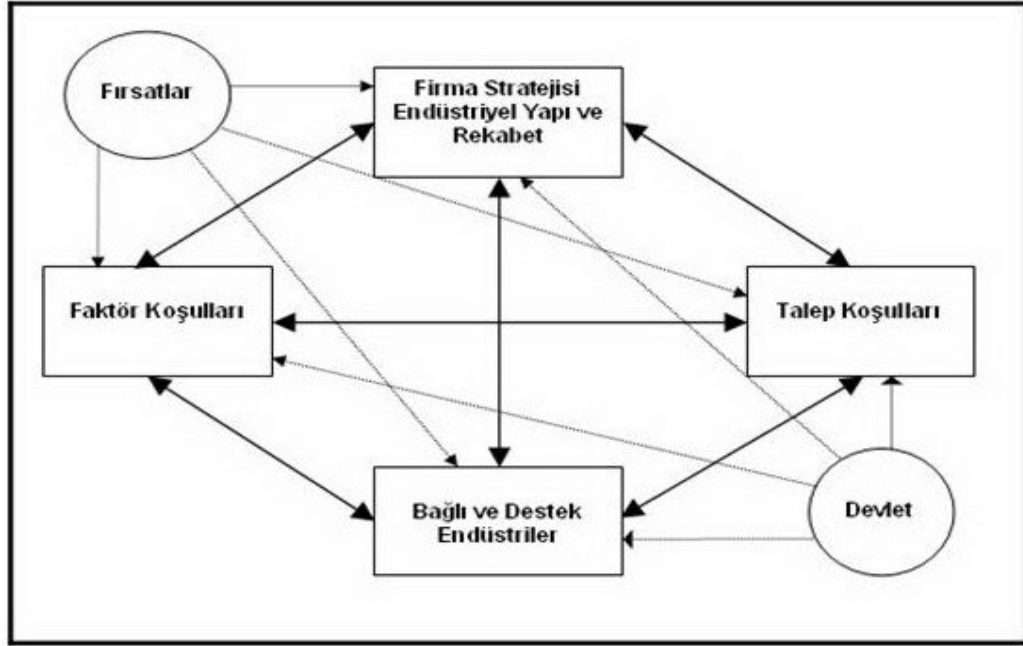 Fırsatlar
Firma Stratejisi
Endüstriyel Yapı ve
Rekabet
Faktör Koşulları
Talep Koşulları
Bağlı ve Destek
Endüstriler
Devlet